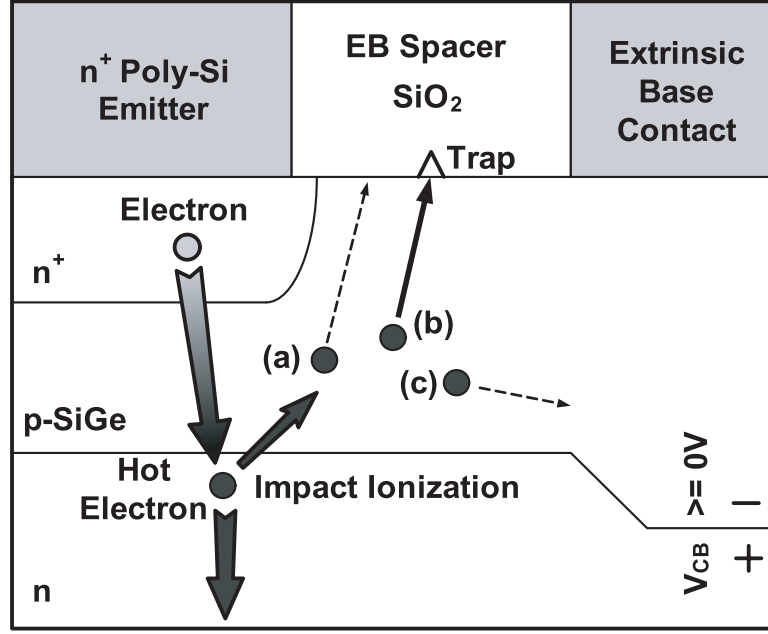 n⁺ Poly-Si
Emitter
EB Spacer
SiO₂
Extrinsic
Base
Contact
Trap
Electron
n⁺
(a)
(b)
(c)
p-SiGe
Hot
Electron
Impact Ionization
n
V_CB >= 0V
−
+